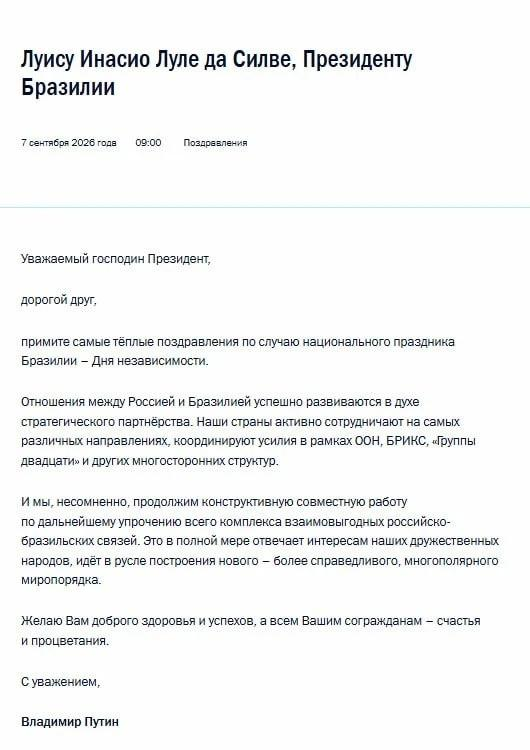 Луису Инасио Луле да Силве, Президенту
Бразилии
7 сентября 2026 года 09:00 Поздравления
Уважаемый господин Президент,
дорогой друг,
примите самые тёплые поздравления по случаю национального праздника
Бразилии – Дня независимости.
Отношения между Россией и Бразилией успешно развиваются в духе
стратегического партнёрства. Наши страны активно сотрудничают на самых
различных направлениях, координируют усилия в рамках ООН, БРИКС, «Группы
двадцати» и других многосторонних структур.
И мы, несомненно, продолжим конструктивную совместную работу
по дальнейшему упрочению всего комплекса взаимовыгодных российско-
бразильских связей. Это в полной мере отвечает интересам наших дружественных
народов, идёт в русле построения нового – более справедливого, многополярного
миропорядка.
Желаю Вам доброго здоровья и успехов, а всем Вашим согражданам – счастья
и процветания.
С уважением,
Владимир Путин